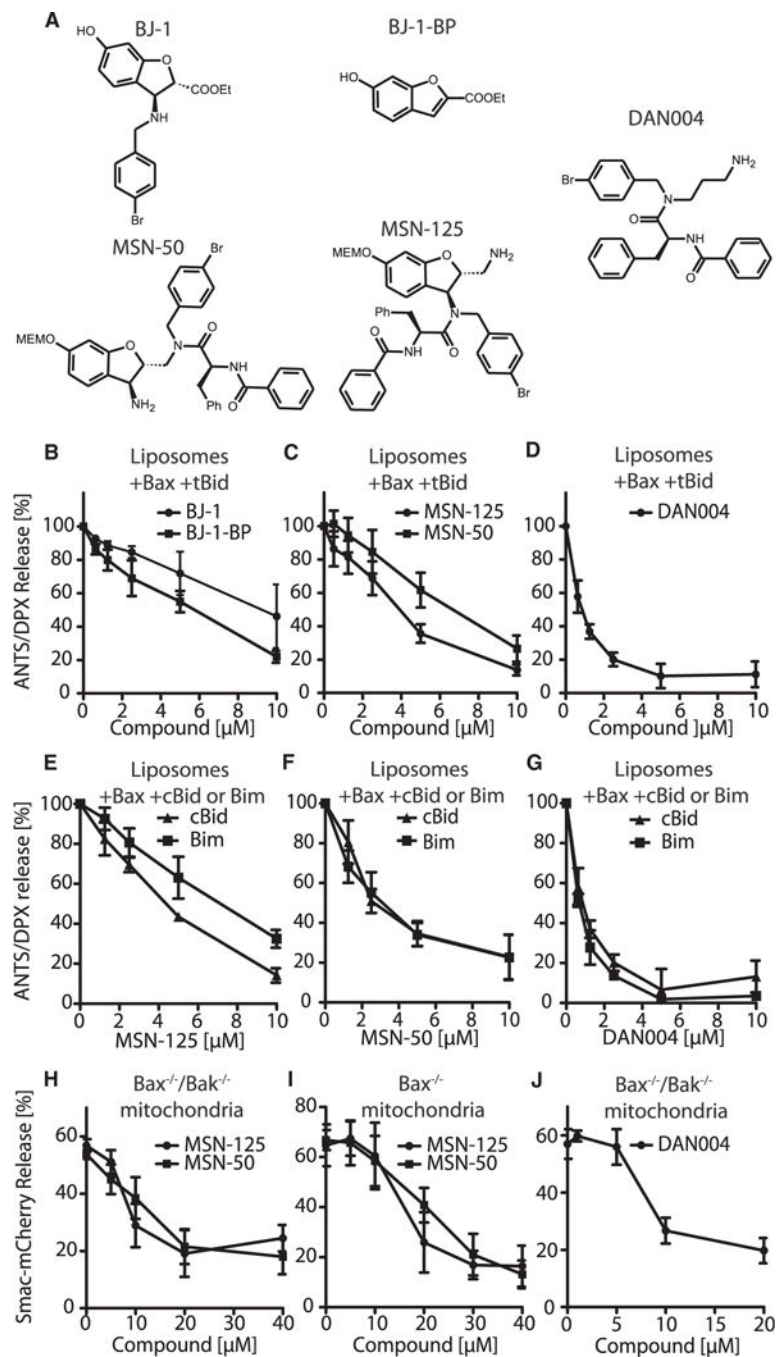 A
BJ-1
HO
O
COOEt
NH
Br
BJ-1-BP
HO
O
COOEt
DAN004
NH₂
Br
N
O
NH
O
MSN-50
Br
MEMO
O
N
O
NH
NH₂
Ph
O
MSN-125
MEMO
O
NH₂
Ph
N
N
H
O
O
Br
B
Liposomes
+Bax +tBid
BJ-1
BJ-1-BP
ANTS/DPX Release [%]
100
80
60
40
20
0
0 2 4 6 8 10
Compound [µM]
C
Liposomes
+Bax +tBid
MSN-125
MSN-50
100
80
60
40
20
0
0 2 4 6 8 10
Compound [µM]
D
Liposomes
+Bax +tBid
DAN004
100
80
60
40
20
0
0 2 4 6 8 10
Compound ]µM]
E
Liposomes
+Bax +cBid or Bim
cBid
Bim
ANTS/DPX release [%]
100
80
60
40
20
0
0 2 4 6 8 10
MSN-125 [µM]
F
Liposomes
+Bax +cBid or Bim
cBid
Bim
100
80
60
40
20
0
0 2 4 6 8 10
MSN-50 [µM]
G
Liposomes
+Bax +cBid or Bim
cBid
Bim
100
80
60
40
20
0
0 2 4 6 8 10
DAN004 [µM]
H
Bax⁻/⁻/Bak⁻/⁻
mitochondria
MSN-125
MSN-50
Smac-mCherry Release [%]
60
40
20
0
0 10 20 30 40
Compound [µM]
I
Bax⁻/⁻
mitochondria
MSN-125
MSN-50
80
60
40
20
0
0 10 20 30 40
Compound [µM]
J
Bax⁻/⁻/Bak⁻/⁻
mitochondria
DAN004
60
40
20
0
0 5 10 15 20
Compound [µM]